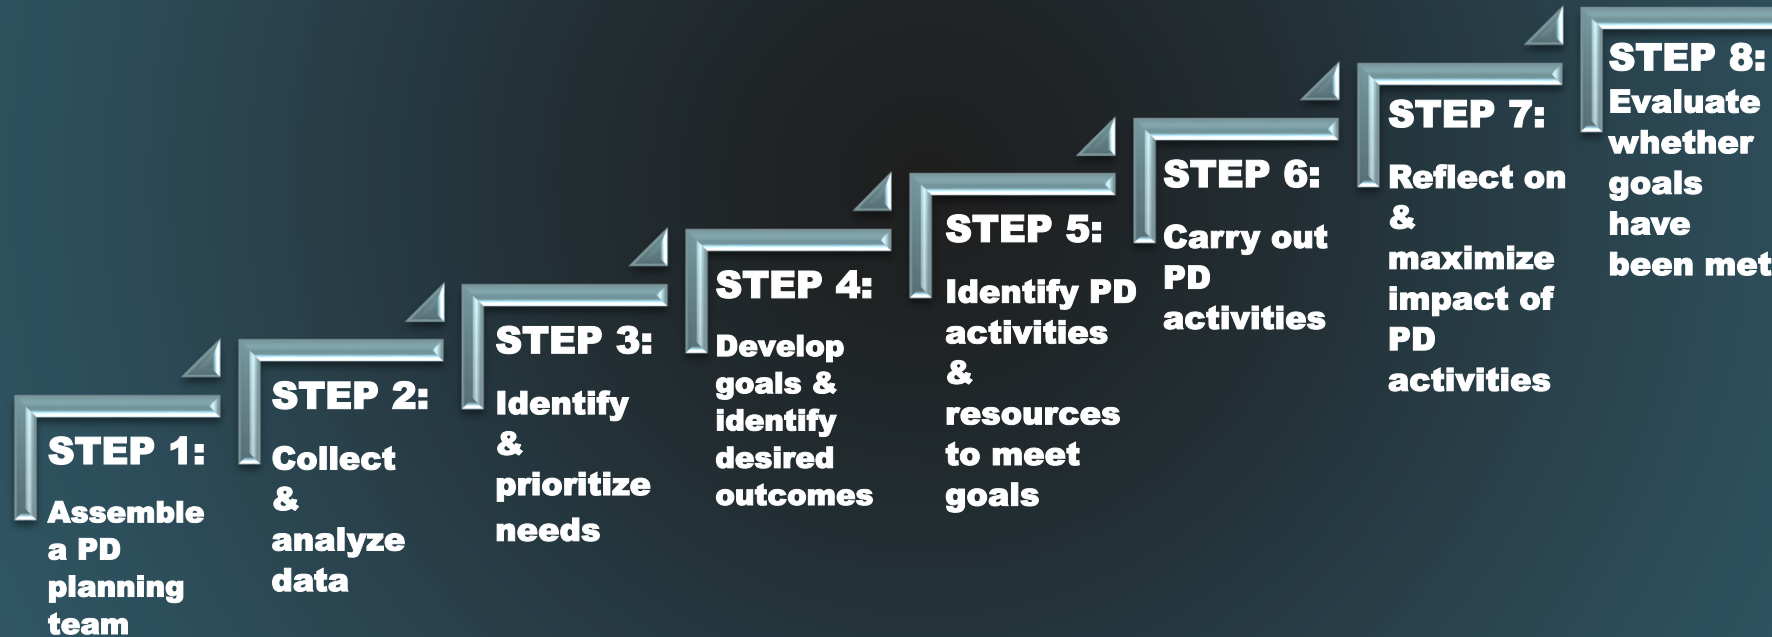 STEP 1:
Assemble
a PD
planning
team
STEP 2:
Collect
&
analyze
data
STEP 3:
Identify
&
prioritize
needs
STEP 4:
Develop
goals &
identify
desired
outcomes
STEP 5:
Identify PD
activities
&
resources
to meet
goals
STEP 6:
Carry out
PD
activities
STEP 7:
Reflect on
&
maximize
impact of
PD
activities
STEP 8:
Evaluate
whether
goals
have
been met